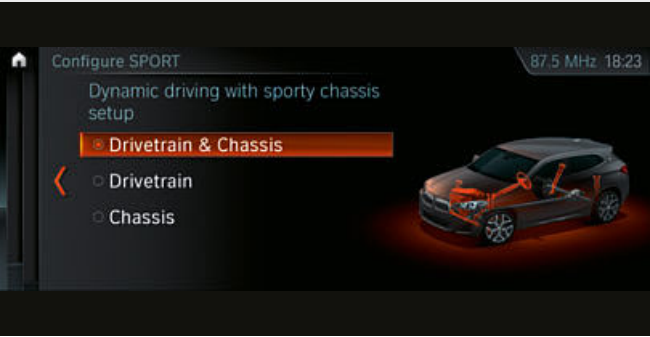 Configure SPORT
87.5 MHz 18:23
Dynamic driving with sporty chassis
setup
Drivetrain & Chassis
Drivetrain
Chassis